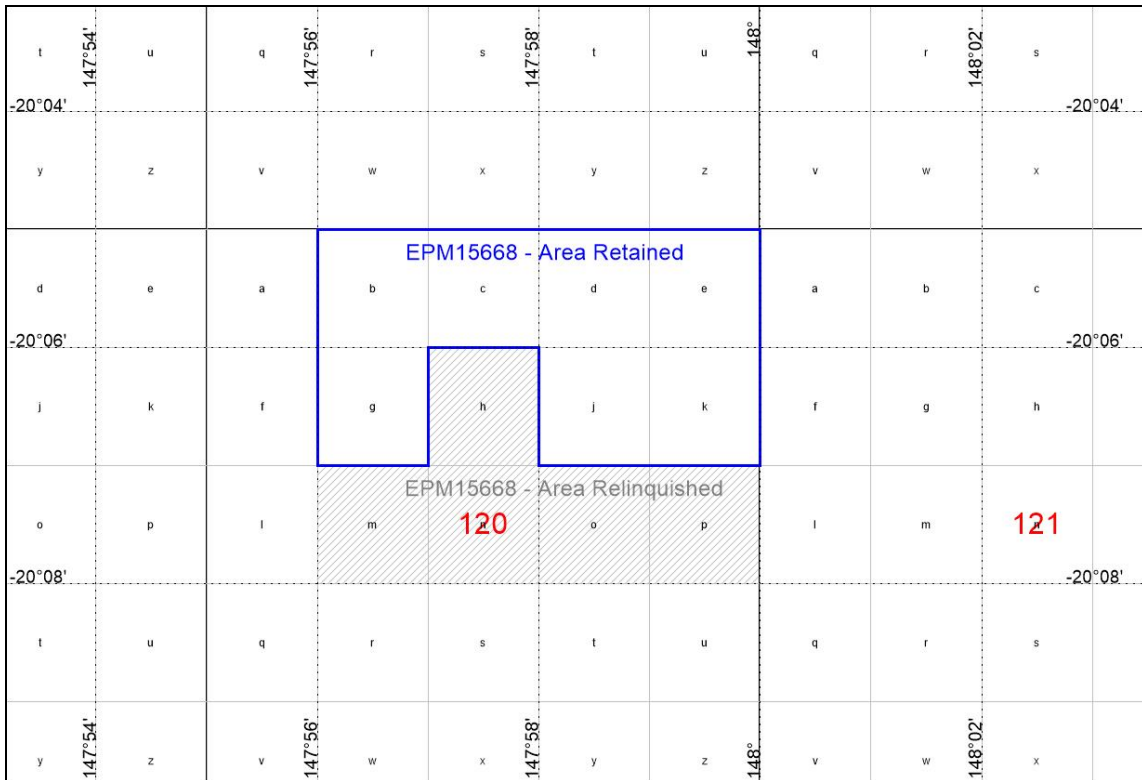 147°54' 147°56' 147°58' 148° 148°02'
t u q r s t u q r s
-20°04' -20°04'
y z v w x y z v w x
EPM15668 - Area Retained
d e a b c d e a b c
-20°06' -20°06'
j k f g h j k f g h
EPM15668 - Area Relinquished
o p l m 120 o p l m 121
-20°08' -20°08'
t u q r s t u q r s
147°54' 147°56' 147°58' 148° 148°02'
y z v w x y z v w x